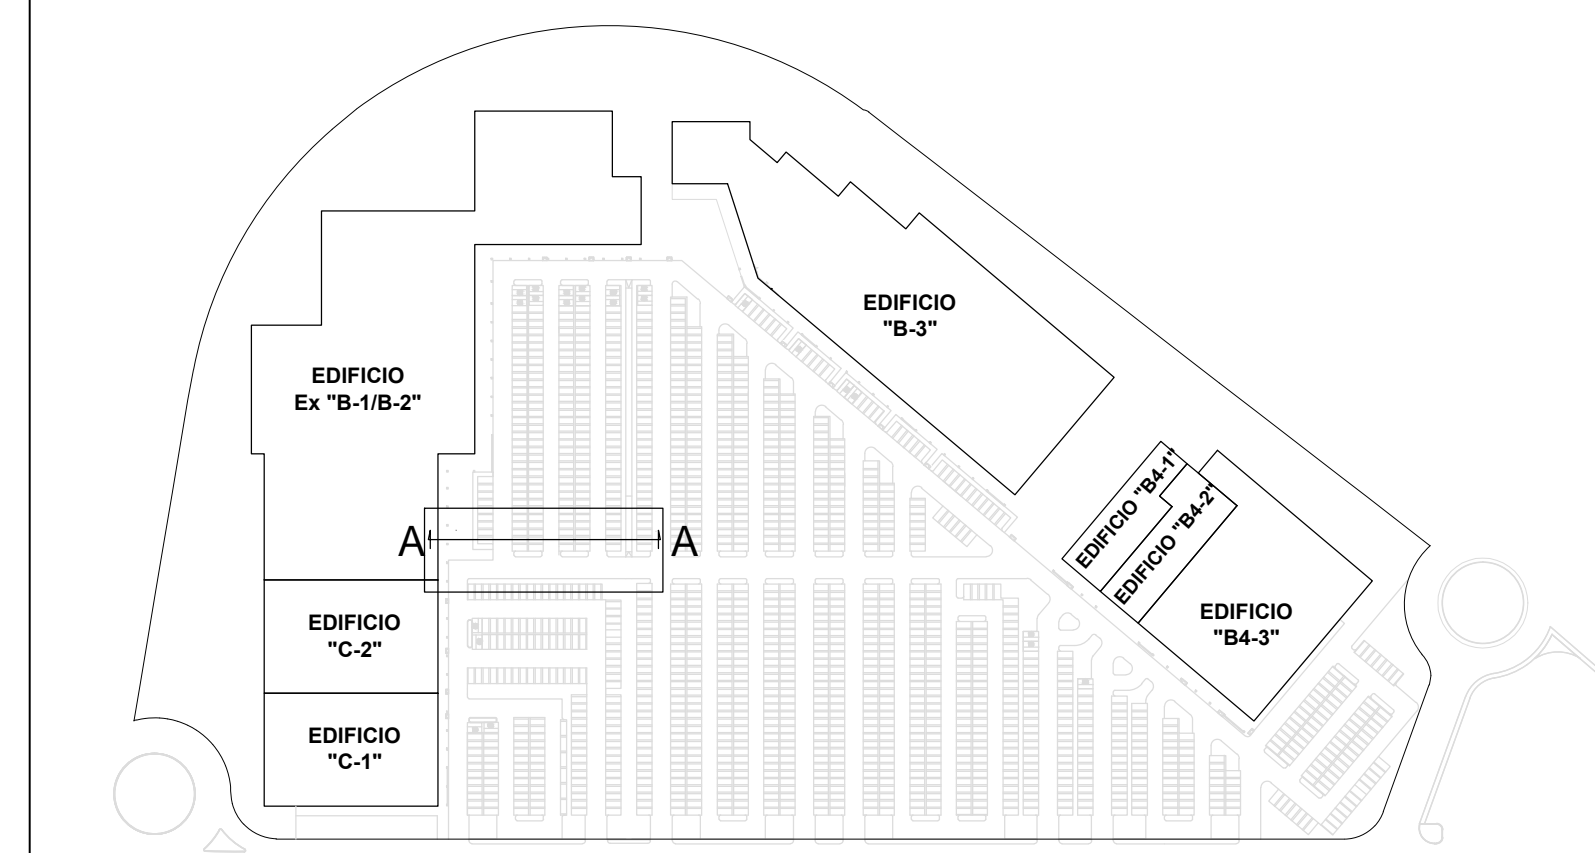 EDIFICIO
"B-3"
EDIFICIO
Ex "B-1/B-2"
EDIFICIO "B4-1"
EDIFICIO "B4-2"
A
A
EDIFICIO
"C-2"
EDIFICIO
"B4-3"
EDIFICIO
"C-1"